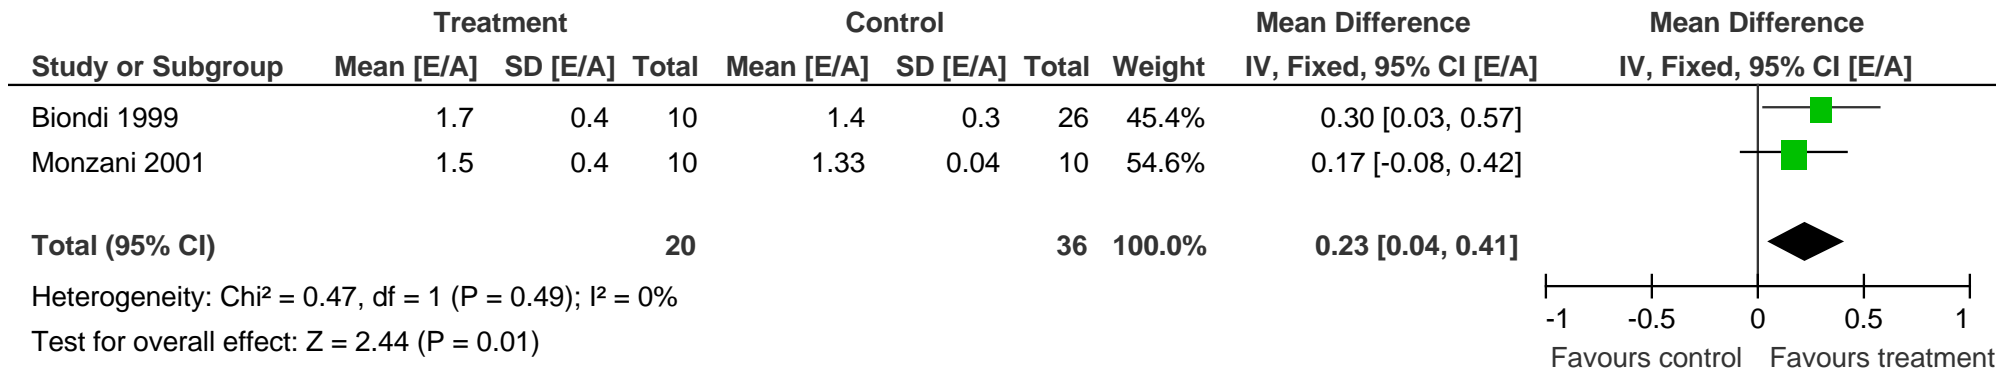 Treatment Control Mean Difference Mean Difference
Study or Subgroup Mean [E/A] SD [E/A] Total Mean [E/A] SD [E/A] Total Weight IV, Fixed, 95% CI [E/A] IV, Fixed, 95% CI [E/A]
Biondi 1999 1.7 0.4 10 1.4 0.3 26 45.4% 0.30 [0.03, 0.57]
Monzani 2001 1.5 0.4 10 1.33 0.04 10 54.6% 0.17 [-0.08, 0.42]
Total (95% CI) 20 36 100.0% 0.23 [0.04, 0.41]
Heterogeneity: Chi² = 0.47, df = 1 (P = 0.49); I² = 0%
Test for overall effect: Z = 2.44 (P = 0.01)
-1 -0.5 0 0.5 1
Favours control Favours treatment